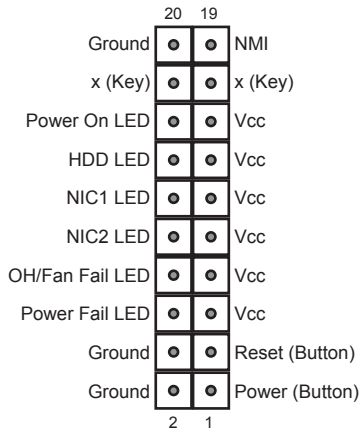 20 19
Ground NMI
x (Key) x (Key)
Power On LED Vcc
HDD LED Vcc
NIC1 LED Vcc
NIC2 LED Vcc
OH/Fan Fail LED Vcc
Power Fail LED Vcc
Ground Reset (Button)
Ground Power (Button)
2 1